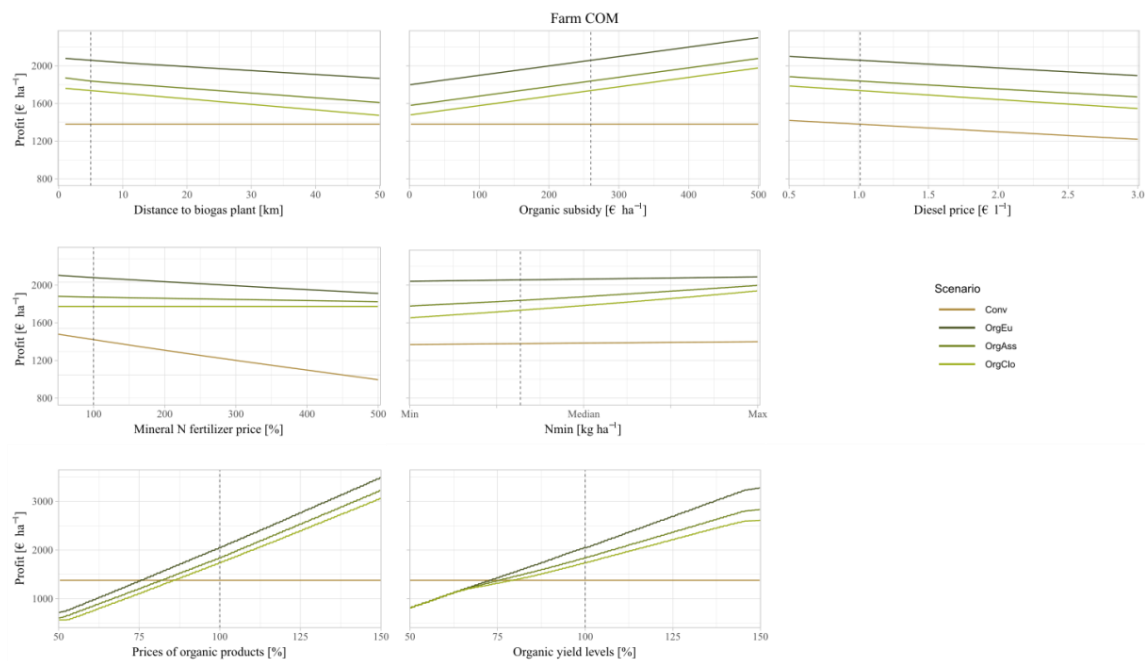 Farm COM
Profit [€ ha⁻¹]
2000
1600
1200
800
0 10 20 30 40 50
Distance to biogas plant [km]
0 100 200 300 400 500
Organic subsidy [€ ha⁻¹]
0.5 1.0 1.5 2.0 2.5 3.0
Diesel price [€ l⁻¹]
Profit [€ ha⁻¹]
2000
1600
1200
800
100 200 300 400 500
Mineral N fertilizer price [%]
Min Median Max
Nmin [kg ha⁻¹]
Scenario
Conv
OrgEu
OrgAss
OrgClo
Profit [€ ha⁻¹]
3000
2000
1000
50 75 100 125 150
Prices of organic products [%]
50 75 100 125 150
Organic yield levels [%]